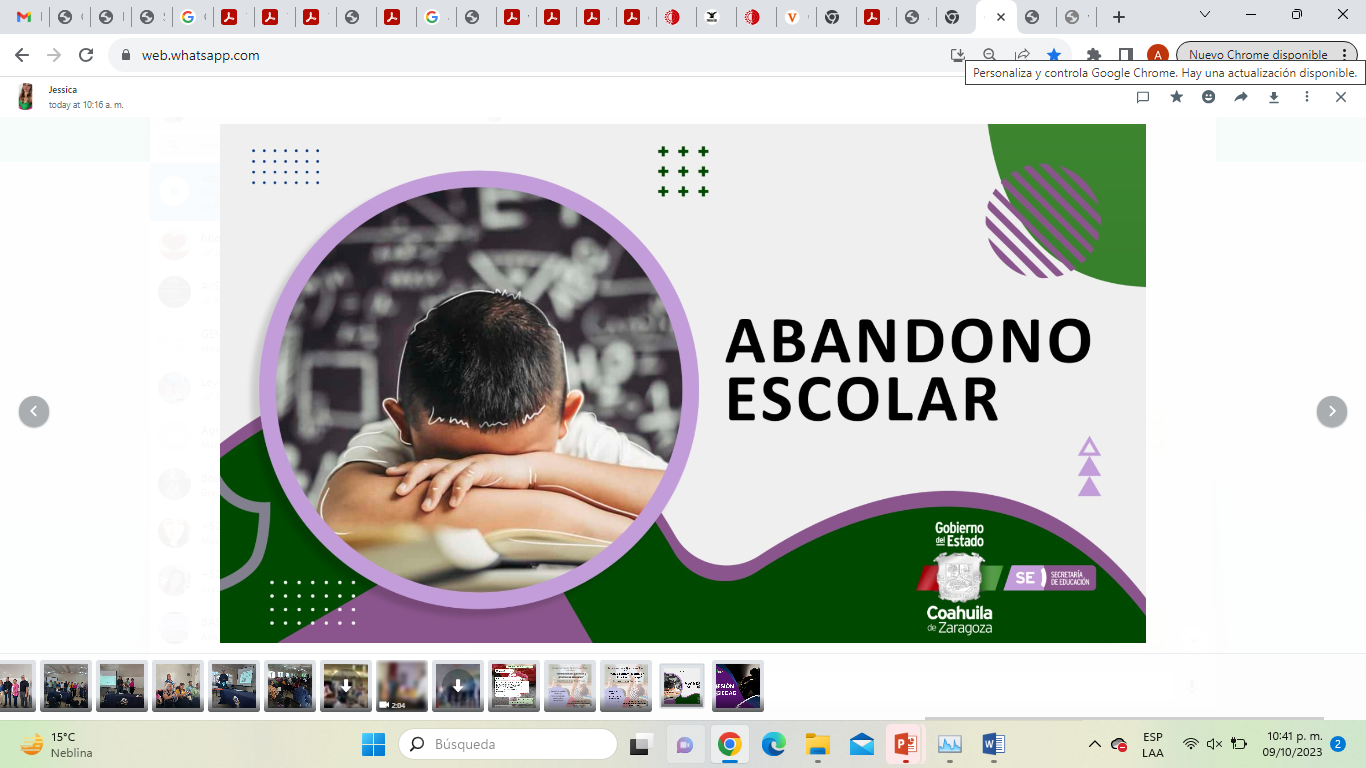 web.whatsapp.com
A
Nuevo Chrome disponible
Personaliza y controla Google Chrome. Hay una actualización disponible.
Jessica
today at 10:16 a. m.
ABANDONO
ESCOLAR
Gobierno
del Estado
SE
SECRETARÍA
DE EDUCACIÓN
Coahuila
de Zaragoza
2:04
15°C
Neblina
Búsqueda
ESP
LAA
10:41 p. m.
09/10/2023
2